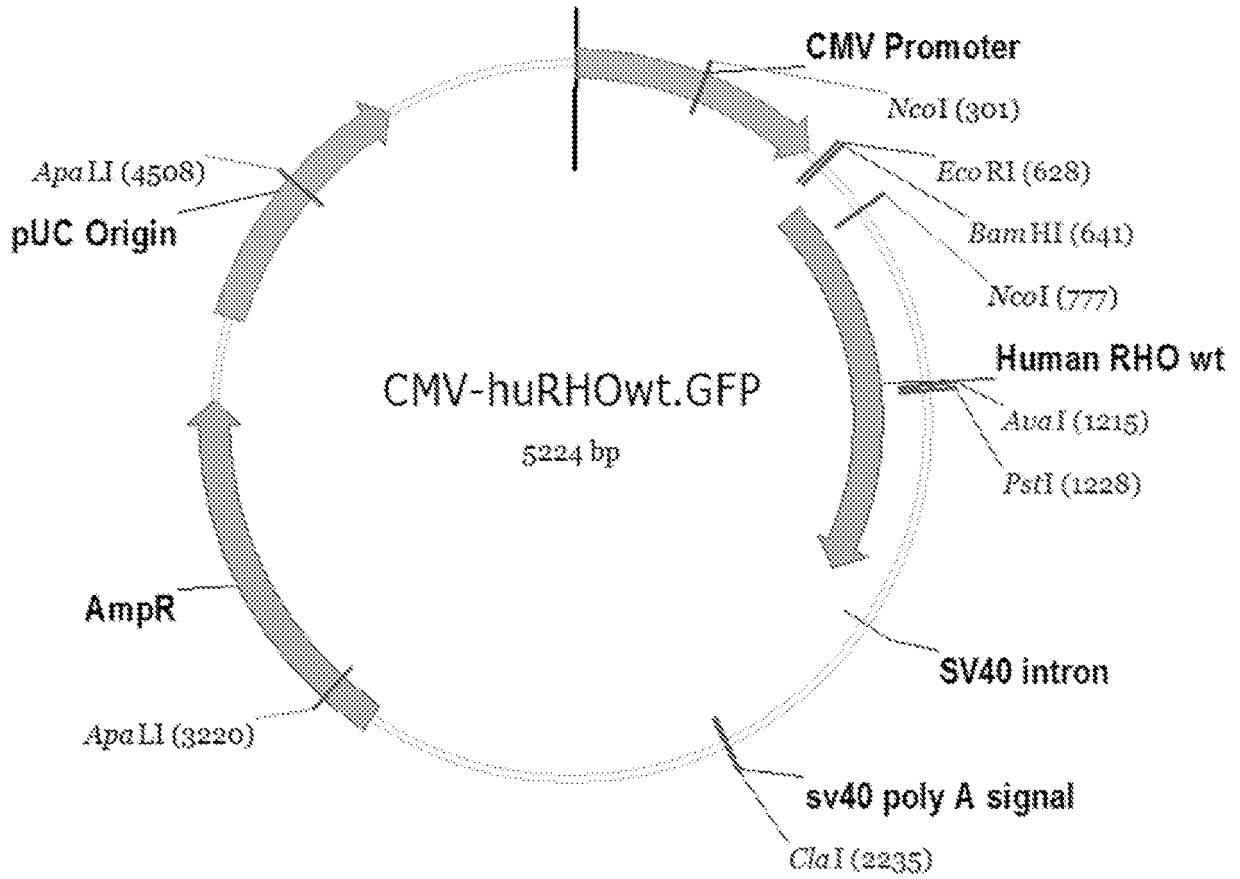 CMV Promoter
NcoI (301)
EcoRI (628)
BamHI (641)
NcoI (777)
Human RHO wt
AvaI (1215)
PstI (1228)
SV40 intron
sv40 poly A signal
ClaI (2235)
ApaLI (3220)
AmpR
pUC Origin
ApaLI (4508)
CMV-huRHOwt.GFP
5224 bp